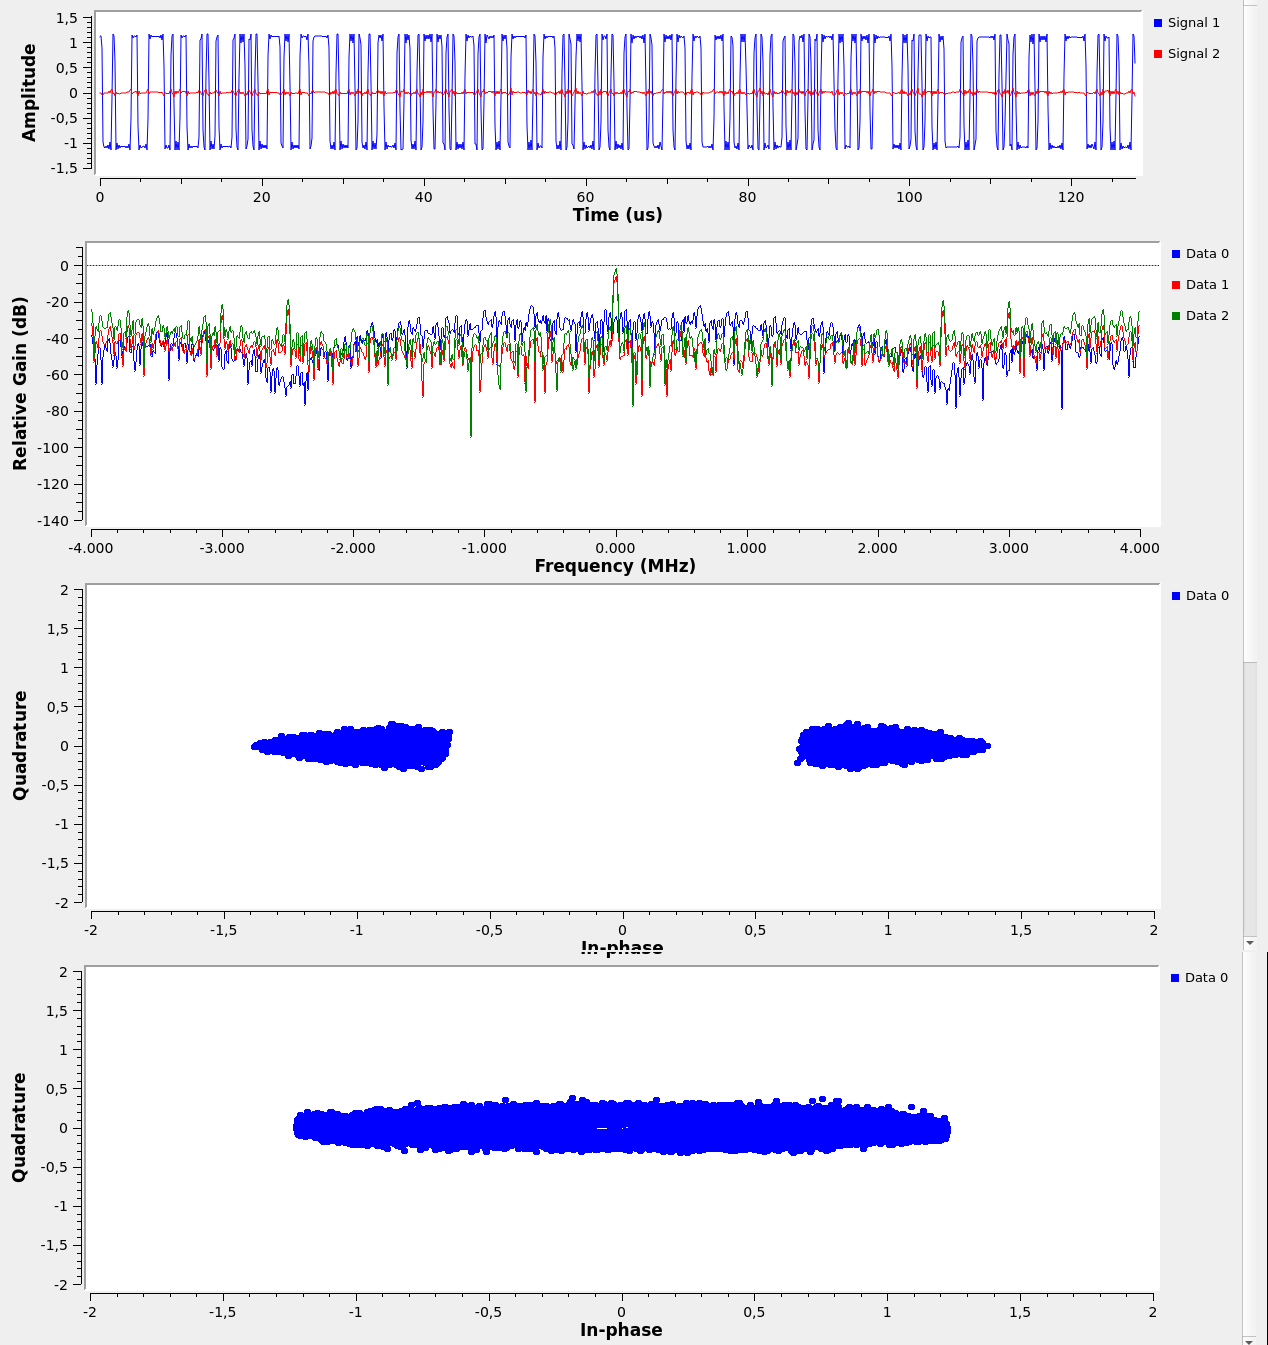 Amplitude
1,5
1
0,5
0
-0,5
-1
-1,5
0 20 40 60 80 100 120
Time (us)
Signal 1
Signal 2
Relative Gain (dB)
0
-20
-40
-60
-80
-100
-120
-140
-4.000 -3.000 -2.000 -1.000 0.000 1.000 2.000 3.000 4.000
Frequency (MHz)
Data 0
Data 1
Data 2
Quadrature
2
1,5
1
0,5
0
-0,5
-1
-1,5
-2
-2 -1,5 -1 -0,5 0 0,5 1 1,5 2
In-phase
Data 0
Quadrature
2
1,5
1
0,5
0
-0,5
-1
-1,5
-2
-2 -1,5 -1 -0,5 0 0,5 1 1,5 2
In-phase
Data 0